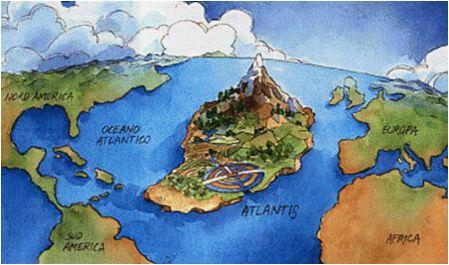 NORD AMERICA
OCEANO
ATLANTICO
EUROPA
ATLANTIS
SUD
AMERICA
AFRICA